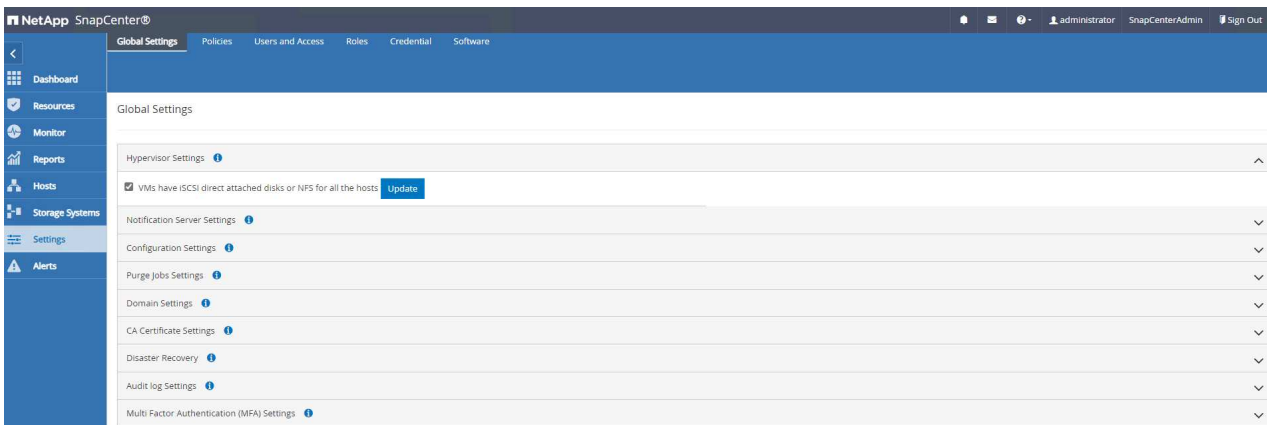 NetApp SnapCenter®
administrator SnapCenterAdmin Sign Out
Global Settings Policies Users and Access Roles Credential Software
Dashboard
Resources
Monitor
Reports
Hosts
Storage Systems
Settings
Alerts
Global Settings
Hypervisor Settings
VMs have iSCSI direct attached disks or NFS for all the hosts Update
Notification Server Settings
Configuration Settings
Purge Jobs Settings
Domain Settings
CA Certificate Settings
Disaster Recovery
Audit log Settings
Multi Factor Authentication (MFA) Settings